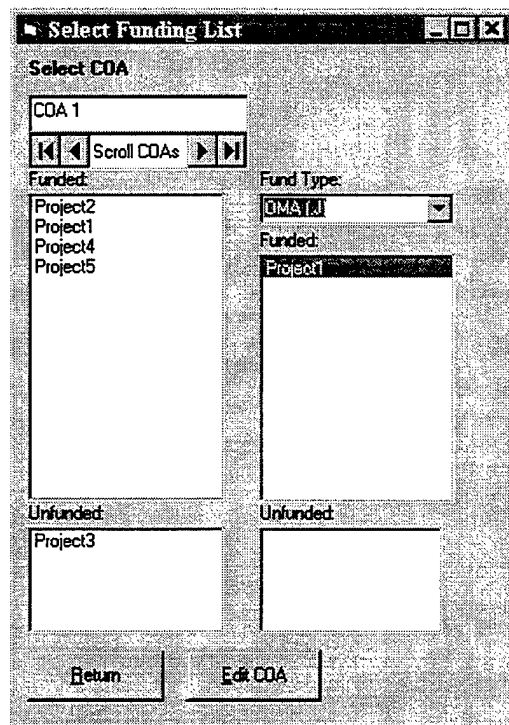 Select Funding List
Select COA
COA 1
Scroll COAs
Funded:
Project2
Project1
Project4
Project5
Fund Type:
OMA [J]
Funded:
Project1
Unfunded:
Project3
Unfunded:
Return
Edit COA